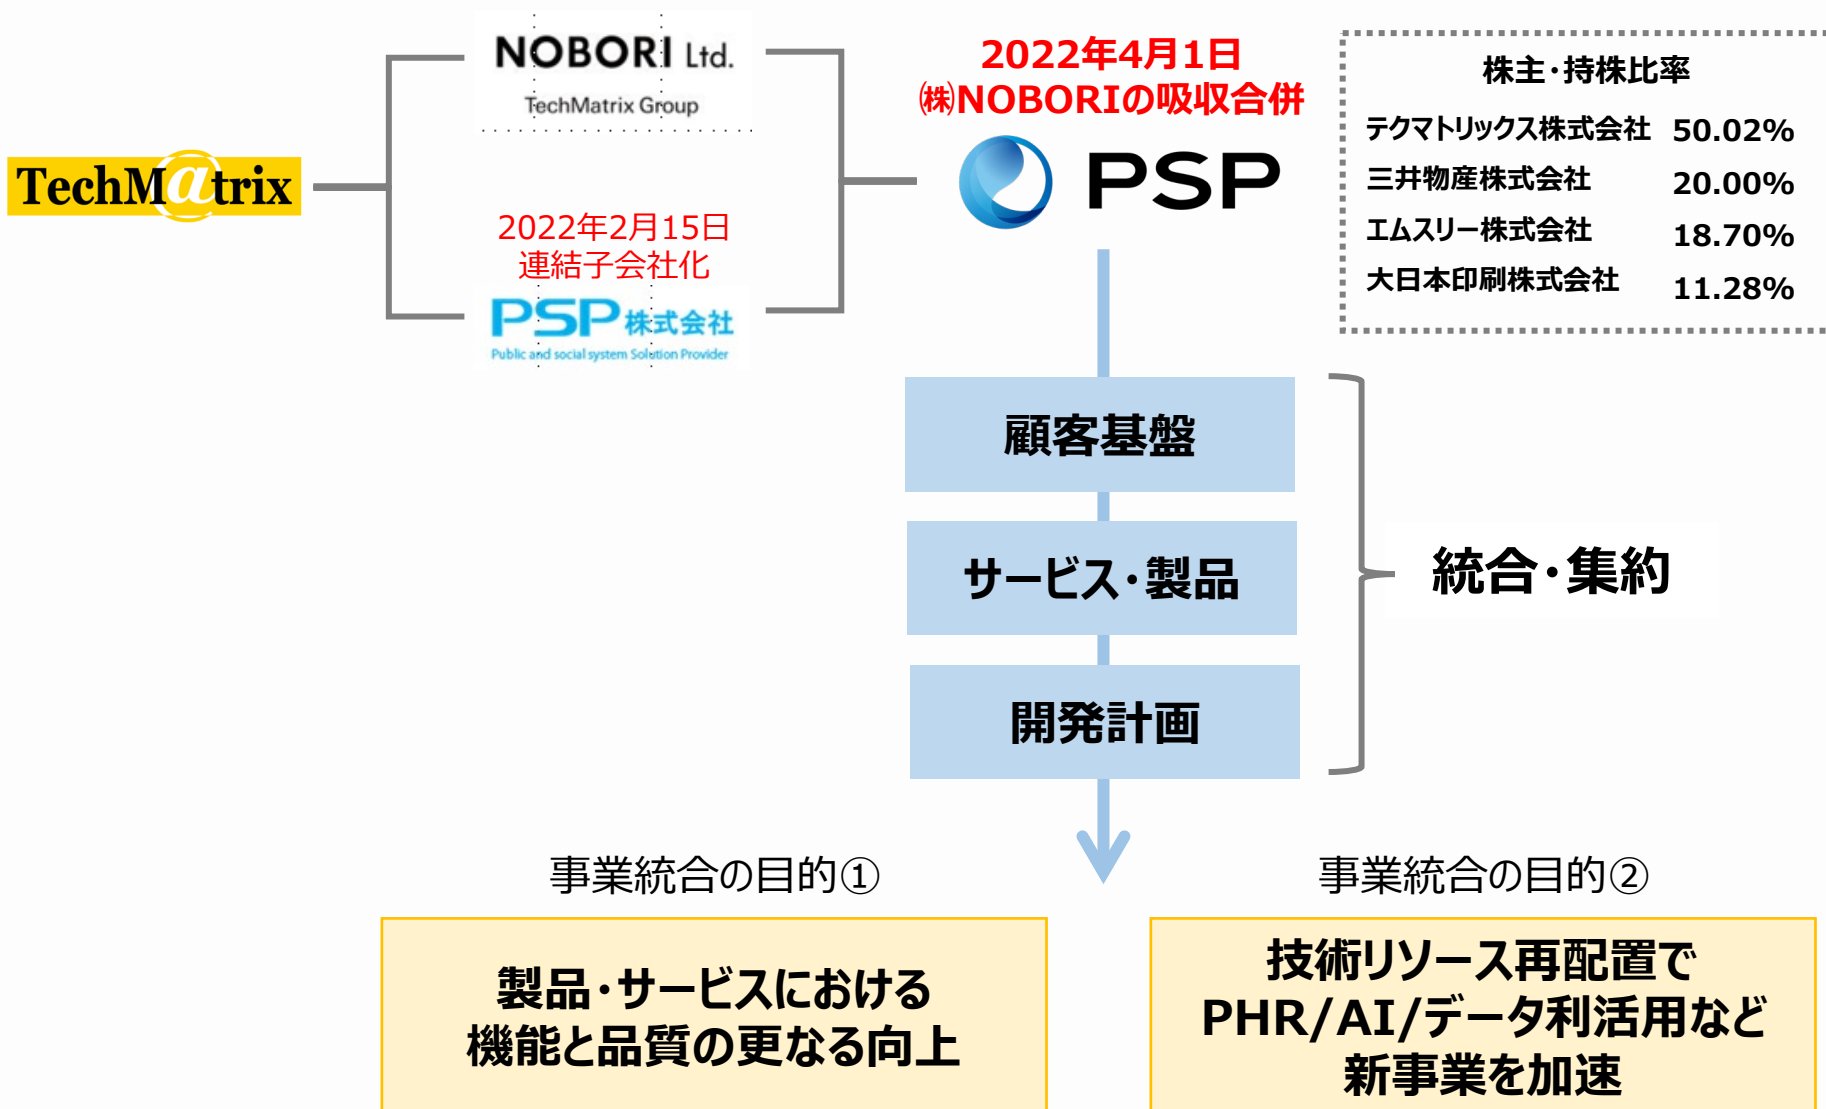 TechM@trix
NOBORI Ltd.
TechMatrix Group
2022年2月15日
連結子会社化
PSP株式会社
Public and social system Solution Provider
2022年4月1日
㈱NOBORIの吸収合併
PSP
株主・持株比率
テクマトリックス株式会社 50.02%
三井物産株式会社 20.00%
エムスリー株式会社 18.70%
大日本印刷株式会社 11.28%
顧客基盤
サービス・製品
開発計画
統合・集約
事業統合の目的①
製品・サービスにおける
機能と品質の更なる向上
事業統合の目的②
技術リソース再配置で
PHR/AI/データ利活用など
新事業を加速